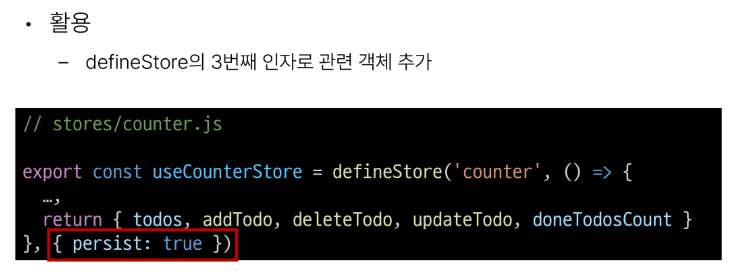 • 활용
– defineStore의 3번째 인자로 관련 객체 추가
// stores/counter.js
export const useCounterStore = defineStore('counter', () => {
  …,
  return { todos, addTodo, deleteTodo, updateTodo, doneTodosCount }
}, { persist: true })